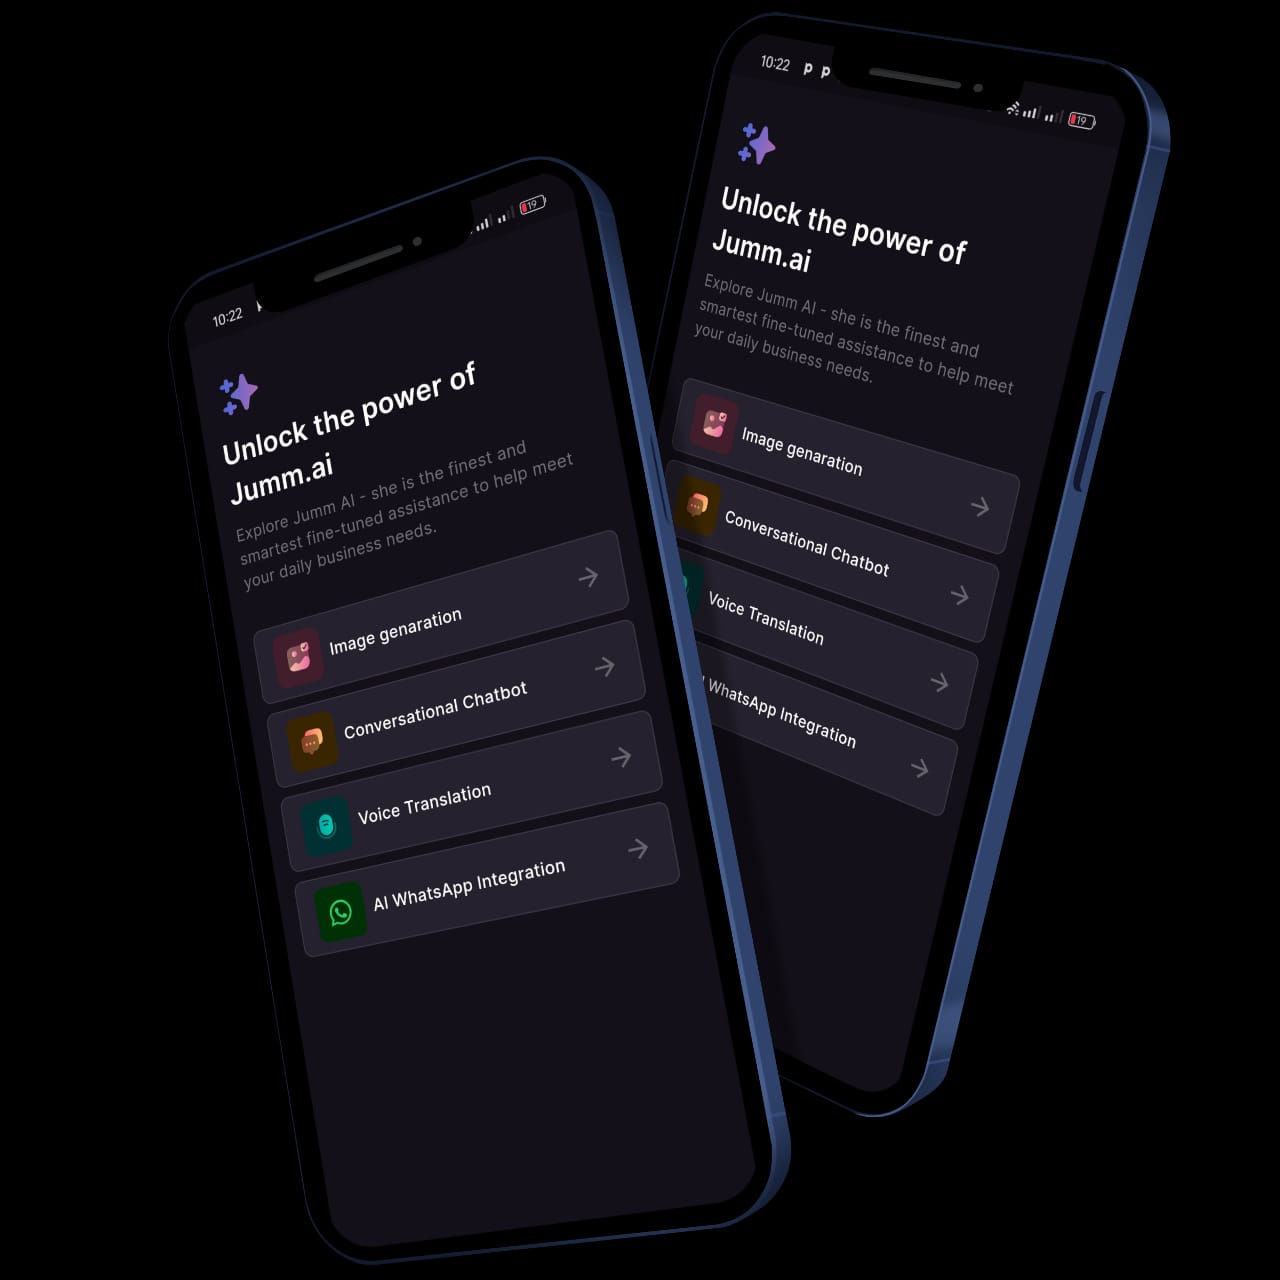 10:22
19
Unlock the power of
Jumm.ai
Explore Jumm AI - she is the finest and
smartest fine-tuned assistance to help meet
your daily business needs.
Image genaration
Conversational Chatbot
Voice Translation
AI WhatsApp Integration
10:22 p p
19
Unlock the power of
Jumm.ai
Explore Jumm AI - she is the finest and
smartest fine-tuned assistance to help meet
your daily business needs.
Image genaration
Conversational Chatbot
Voice Translation
WhatsApp Integration